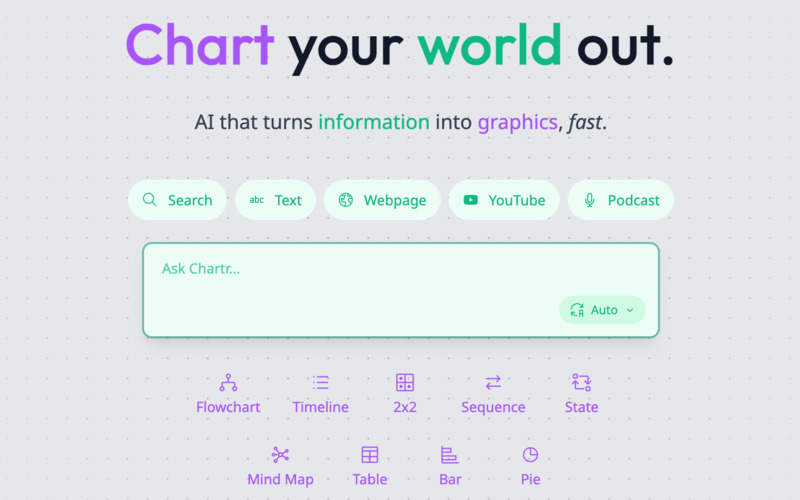 Chart your world out.
AI that turns information into graphics, fast.
Search abc Text Webpage YouTube Podcast
Ask Chartr...
Auto
Flowchart Timeline 2x2 Sequence State
Mind Map Table Bar Pie